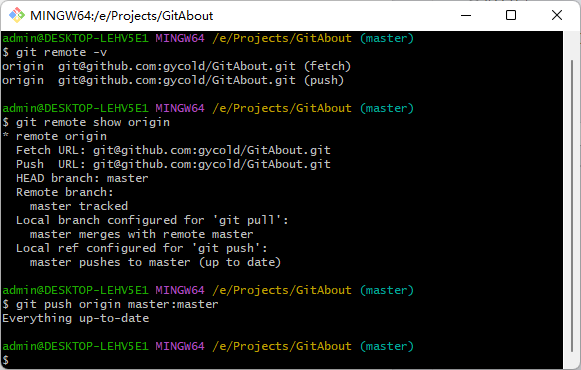 MINGW64:/e/Projects/GitAbout
admin@DESKTOP-LEHV5E1 MINGW64 /e/Projects/GitAbout (master)
$ git remote -v
origin  git@github.com:gycold/GitAbout.git (fetch)
origin  git@github.com:gycold/GitAbout.git (push)
admin@DESKTOP-LEHV5E1 MINGW64 /e/Projects/GitAbout (master)
$ git remote show origin
* remote origin
  Fetch URL: git@github.com:gycold/GitAbout.git
  Push  URL: git@github.com:gycold/GitAbout.git
  HEAD branch: master
  Remote branch:
    master tracked
  Local branch configured for 'git pull':
    master merges with remote master
  Local ref configured for 'git push':
    master pushes to master (up to date)
admin@DESKTOP-LEHV5E1 MINGW64 /e/Projects/GitAbout (master)
$ git push origin master:master
Everything up-to-date
admin@DESKTOP-LEHV5E1 MINGW64 /e/Projects/GitAbout (master)
$